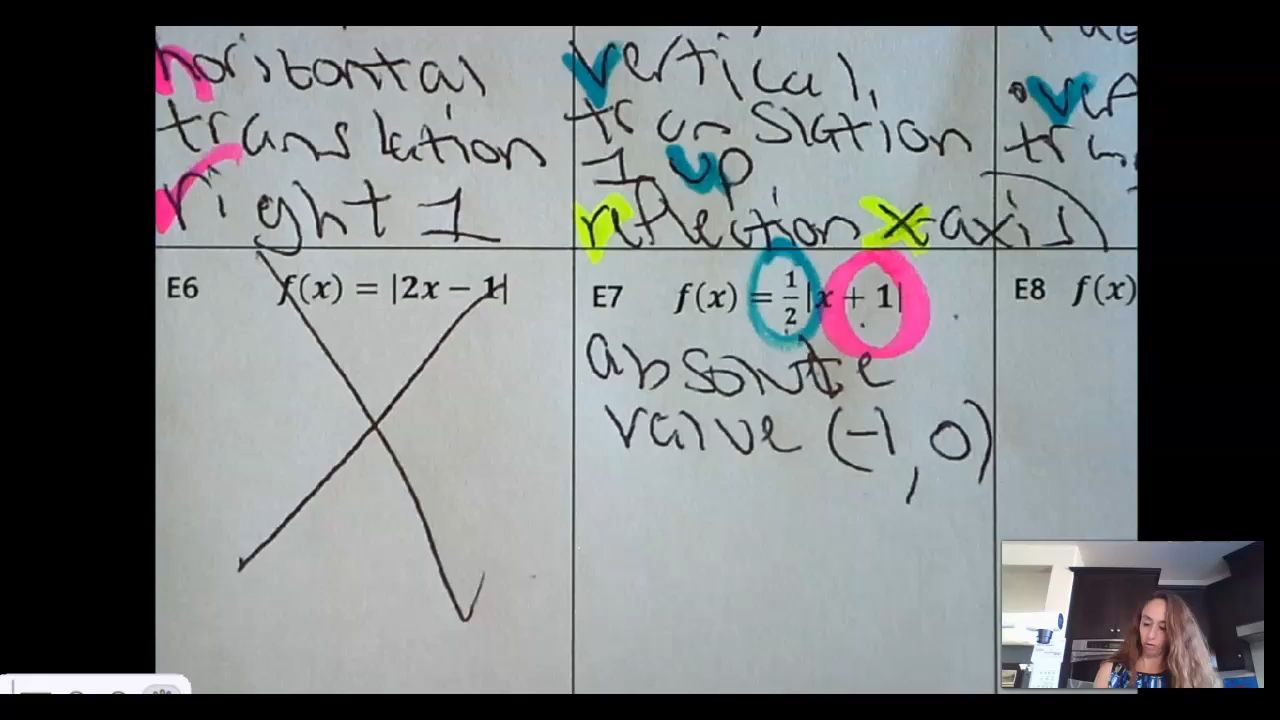 horisontal
translation
right 1
vertical
translation
1 up
reflection x-axis
E6 f(x) = |2x − 1|
E7 f(x) = 1/2|x + 1|
absolute
value (-1, 0)
E8 f(x)